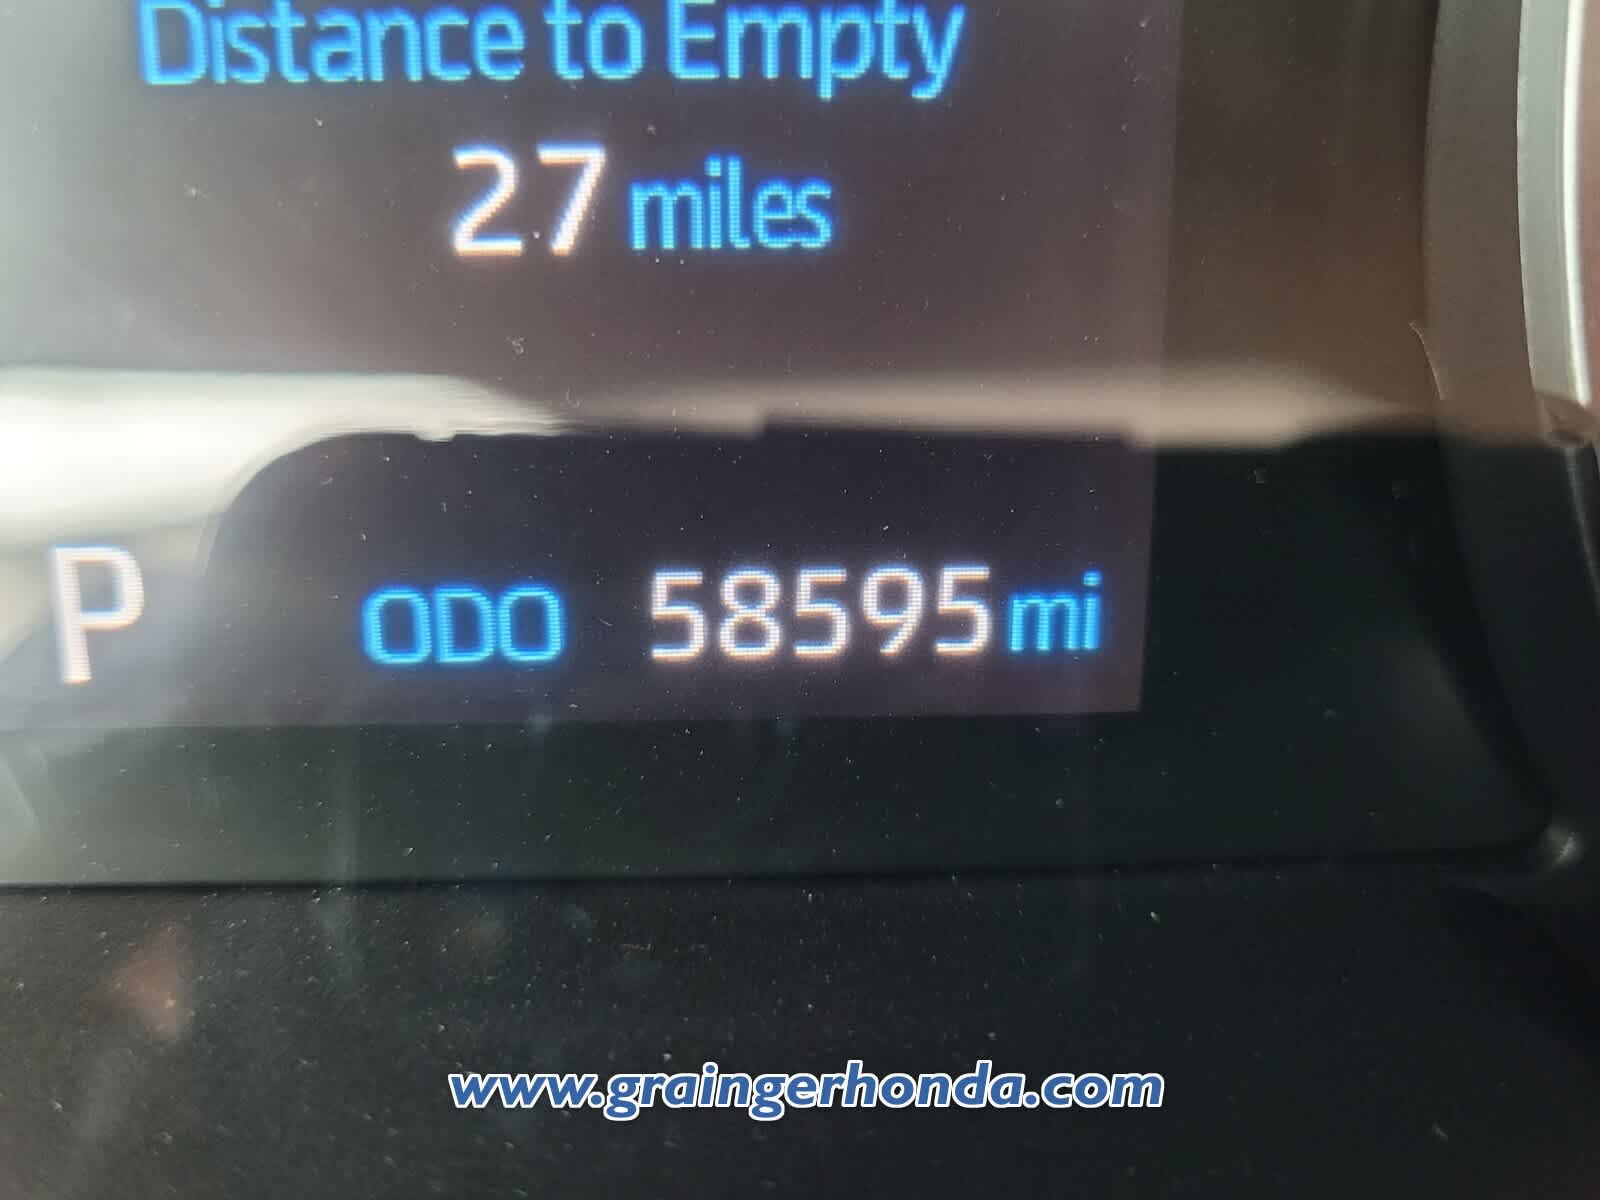 Distance to Empty
27 miles
P ODO 58595 mi
www.graingerhonda.com